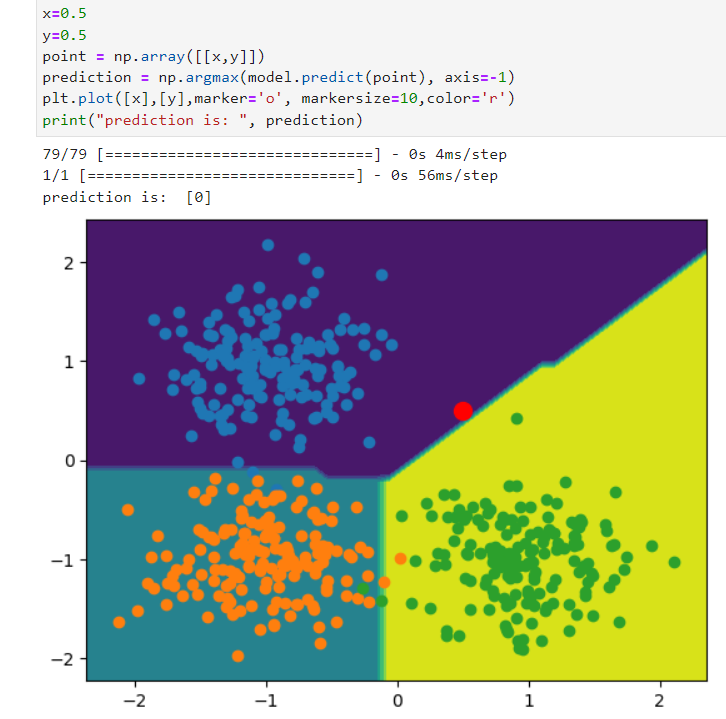 x=0.5
y=0.5
point = np.array([[x,y]])
prediction = np.argmax(model.predict(point), axis=-1)
plt.plot([x],[y],marker='o', markersize=10,color='r')
print("prediction is: ", prediction)
79/79 [==============================] - 0s 4ms/step
1/1 [==============================] - 0s 56ms/step
prediction is:  [0]
2
1
0
−1
−2
−2 −1 0 1 2